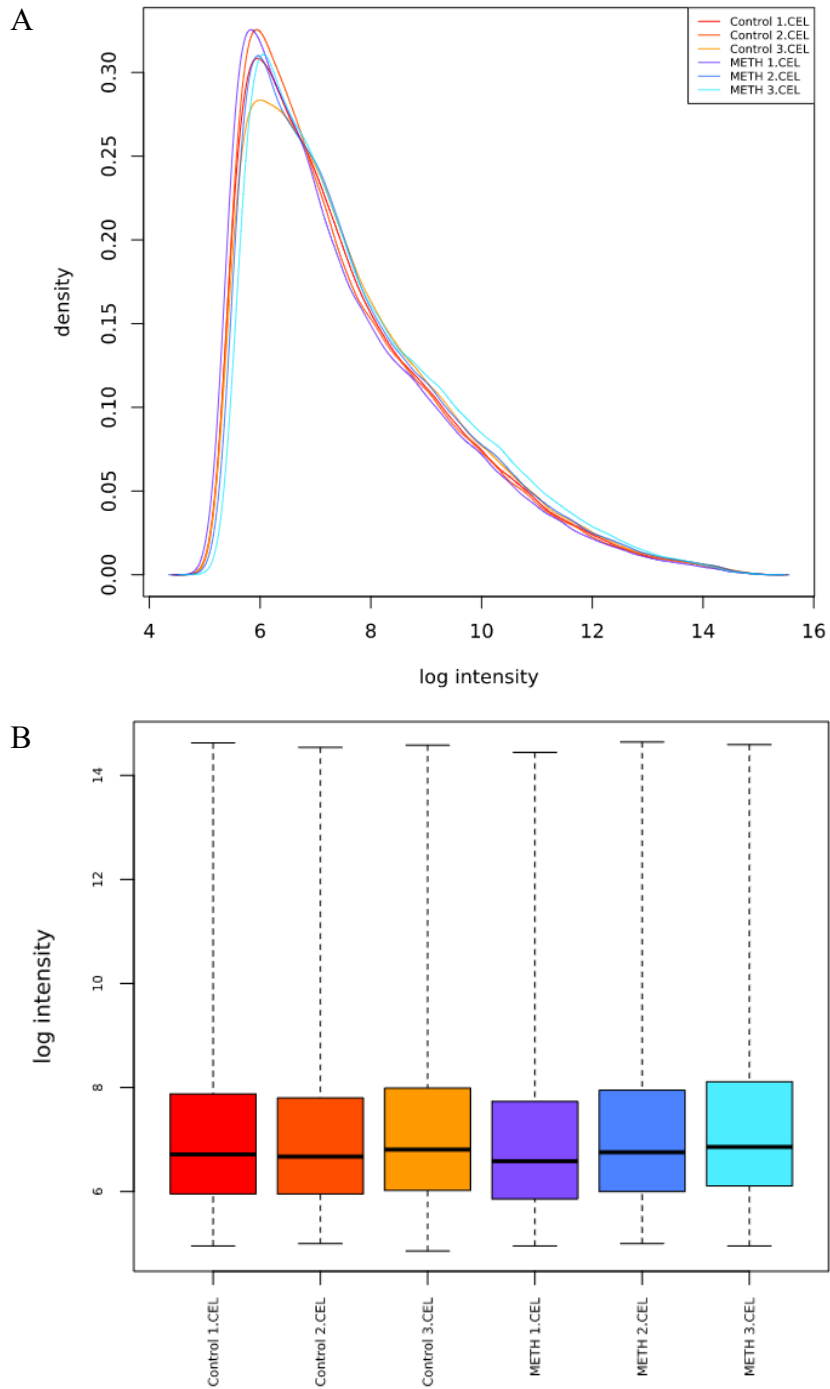 A
Control 1.CEL
Control 2.CEL
Control 3.CEL
METH 1.CEL
METH 2.CEL
METH 3.CEL
density
0.30
0.25
0.20
0.15
0.10
0.05
0.00
4 6 8 10 12 14 16
log intensity
B
log intensity
14
12
10
8
6
Control 1.CEL
Control 2.CEL
Control 3.CEL
METH 1.CEL
METH 2.CEL
METH 3.CEL